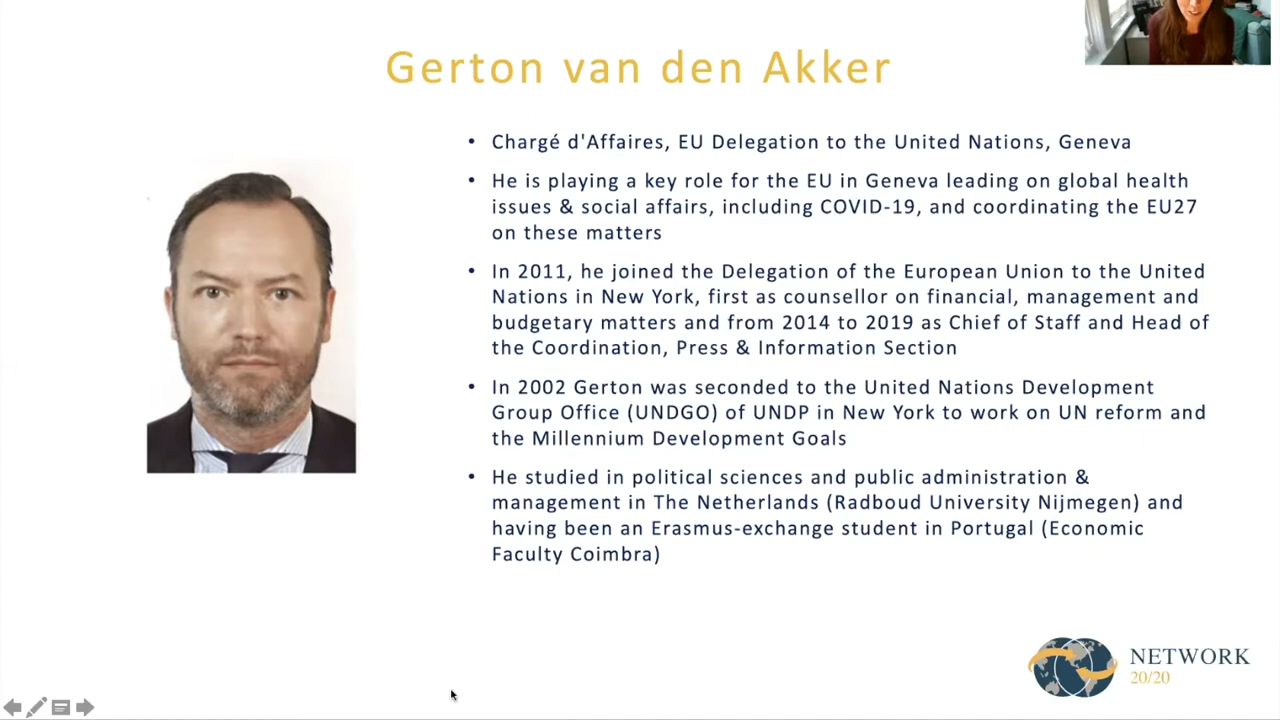 Gerton van den Akker
• Chargé d'Affaires, EU Delegation to the United Nations, Geneva
• He is playing a key role for the EU in Geneva leading on global health
issues & social affairs, including COVID-19, and coordinating the EU27
on these matters
• In 2011, he joined the Delegation of the European Union to the United
Nations in New York, first as counsellor on financial, management and
budgetary matters and from 2014 to 2019 as Chief of Staff and Head of
the Coordination, Press & Information Section
• In 2002 Gerton was seconded to the United Nations Development
Group Office (UNDGO) of UNDP in New York to work on UN reform and
the Millennium Development Goals
• He studied in political sciences and public administration &
management in The Netherlands (Radboud University Nijmegen) and
having been an Erasmus-exchange student in Portugal (Economic
Faculty Coimbra)
NETWORK
20/20